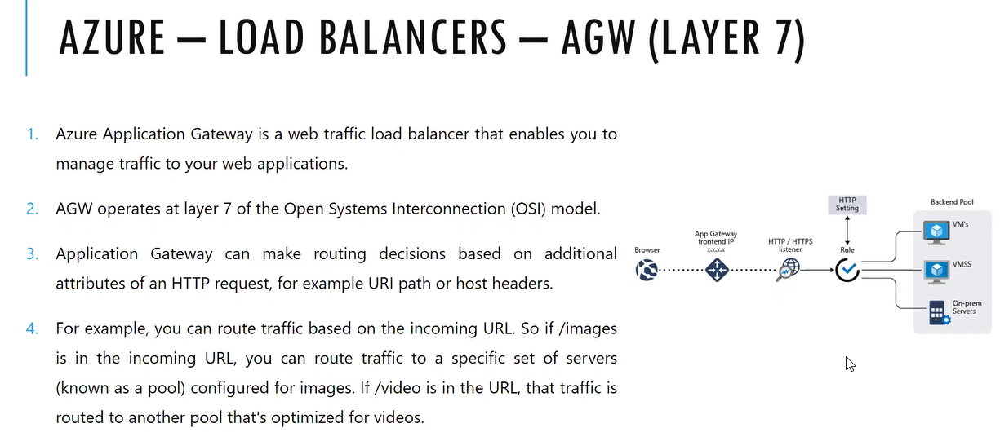 AZURE – LOAD BALANCERS – AGW (LAYER 7)
1. Azure Application Gateway is a web traffic load balancer that enables you to
manage traffic to your web applications.
2. AGW operates at layer 7 of the Open Systems Interconnection (OSI) model.
3. Application Gateway can make routing decisions based on additional
attributes of an HTTP request, for example URI path or host headers.
4. For example, you can route traffic based on the incoming URL. So if /images
is in the incoming URL, you can route traffic to a specific set of servers
(known as a pool) configured for images. If /video is in the URL, that traffic is
routed to another pool that's optimized for videos.
Browser
App Gateway
frontend IP
x.x.x.x
HTTP / HTTPS
listener
HTTP
Setting
Rule
Backend Pool
VM's
VMSS
On-prem
Servers